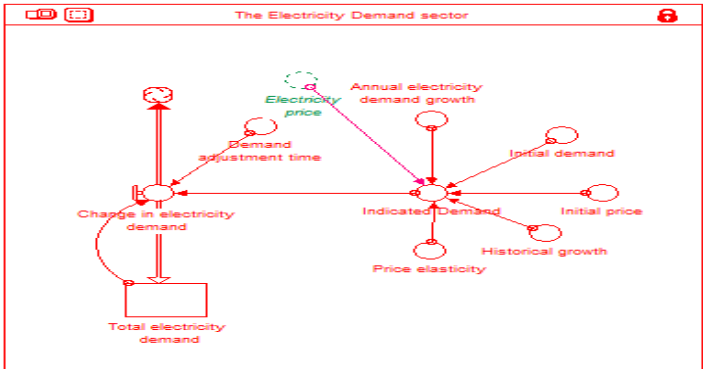 The Electricity Demand sector
Electricity
price
Annual electricity
demand growth
Demand
adjustment time
Initial demand
Change in electricity
demand
Indicated Demand
Initial price
Historical growth
Price elasticity
Total electricity
demand